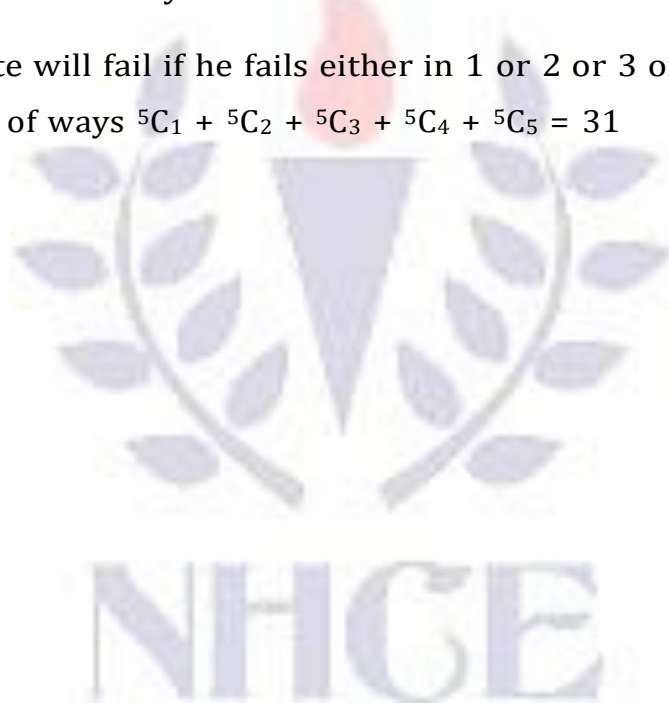 te will fail if he fails either in 1 or 2 or 3 o
of ways ⁵C₁ + ⁵C₂ + ⁵C₃ + ⁵C₄ + ⁵C₅ = 31
NHCE